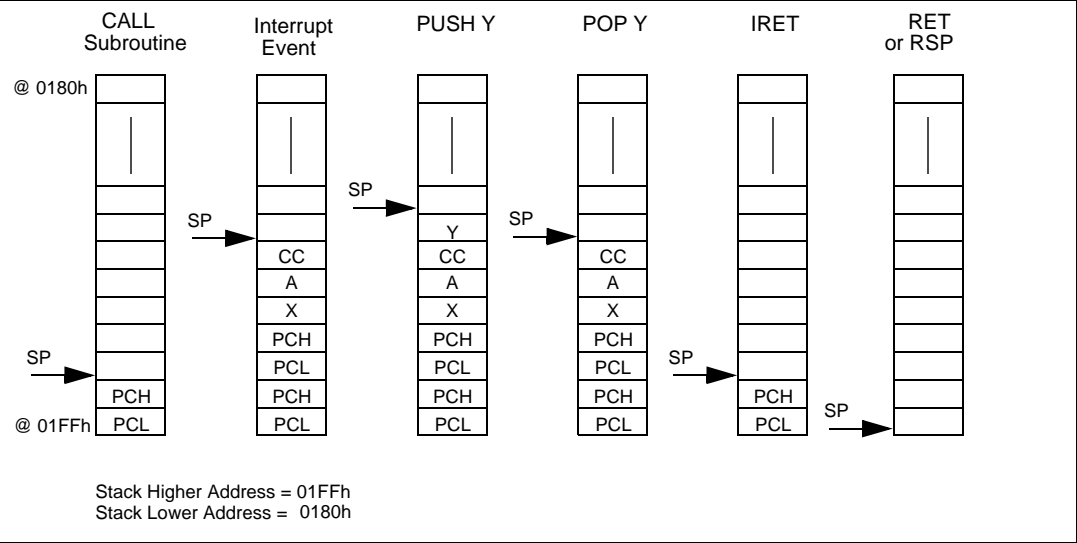 CALL
Subroutine
Interrupt
Event
PUSH Y
POP Y
IRET
RET
or RSP
@ 0180h
SP
PCH
@ 01FFh
PCL
SP
CC
A
X
PCH
PCL
PCH
PCL
SP
Y
CC
A
X
PCH
PCL
PCH
PCL
SP
CC
A
X
PCH
PCL
PCH
PCL
SP
PCH
PCL
SP
Stack Higher Address = 01FFh
Stack Lower Address = 0180h